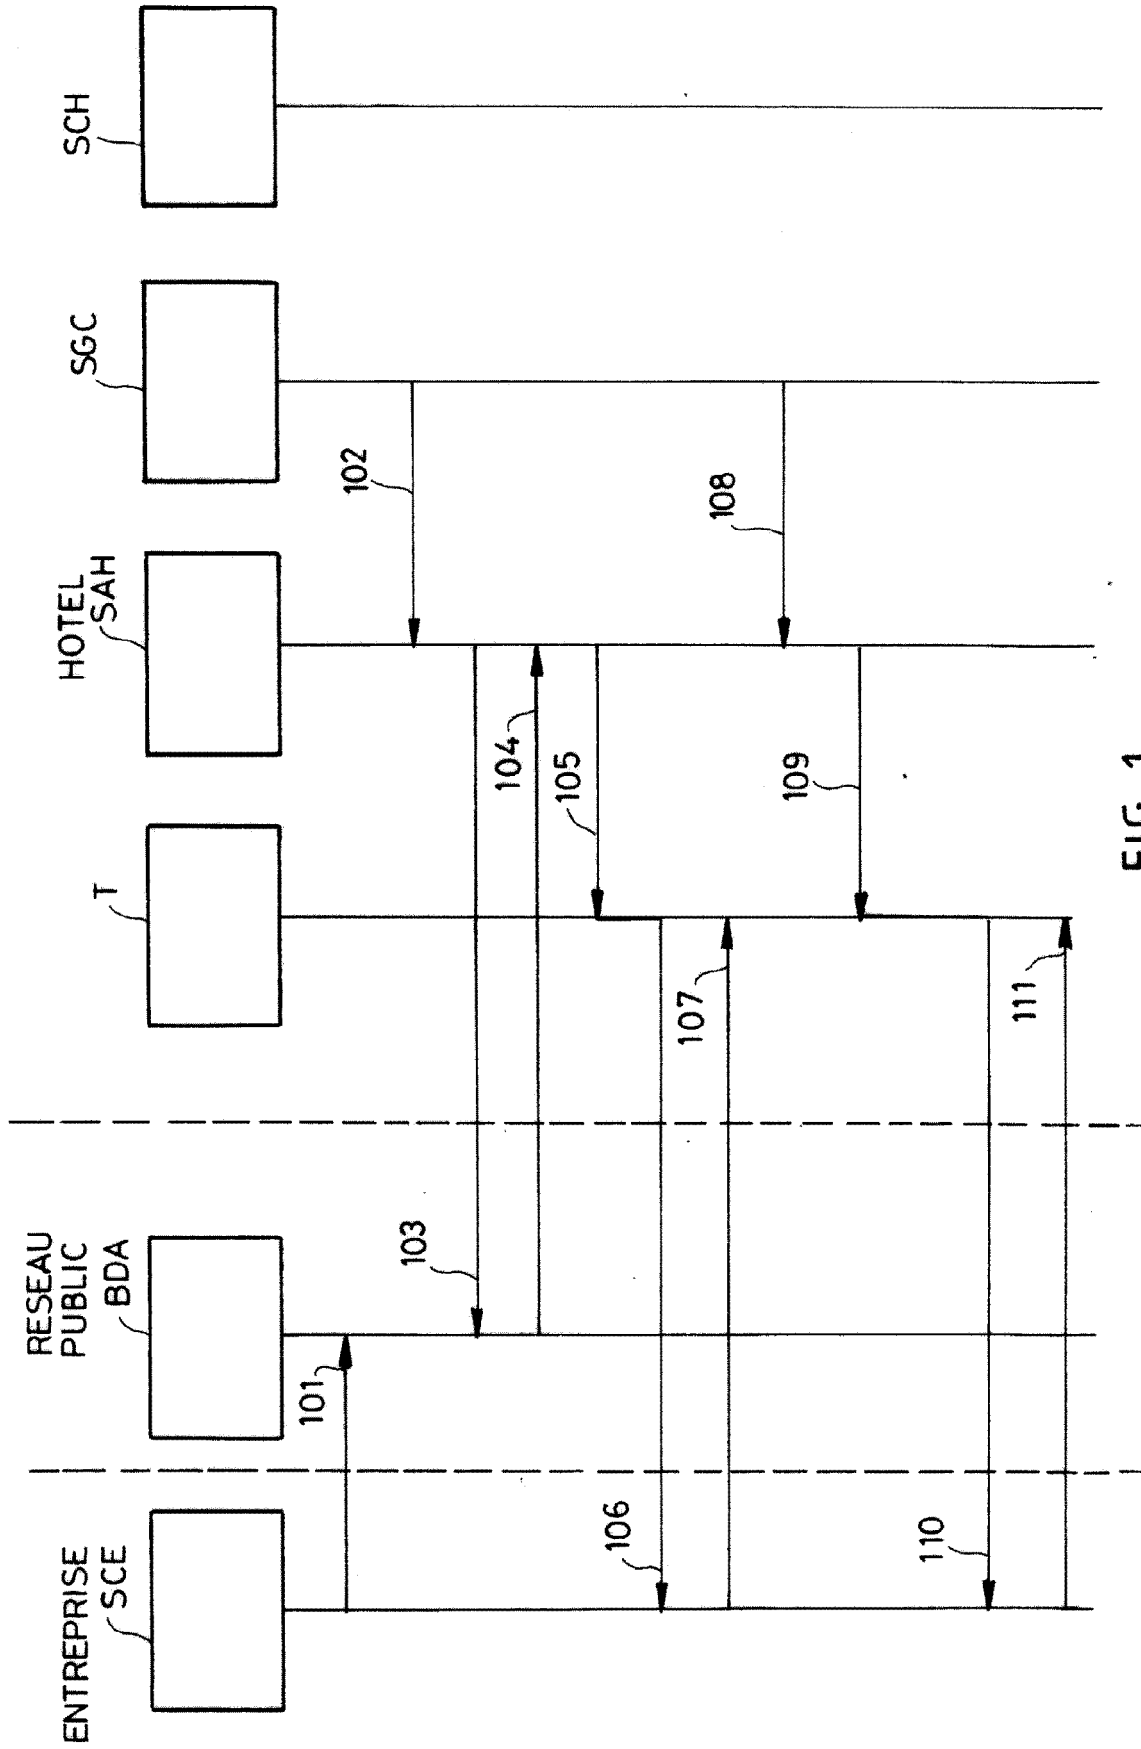 ENTREPRISE
SCE
RESEAU
PUBLIC
BDA
T
HOTEL
SAH
SGC
SCH
101
102
103
104
105
106
107
108
109
110
111
FIG. 1